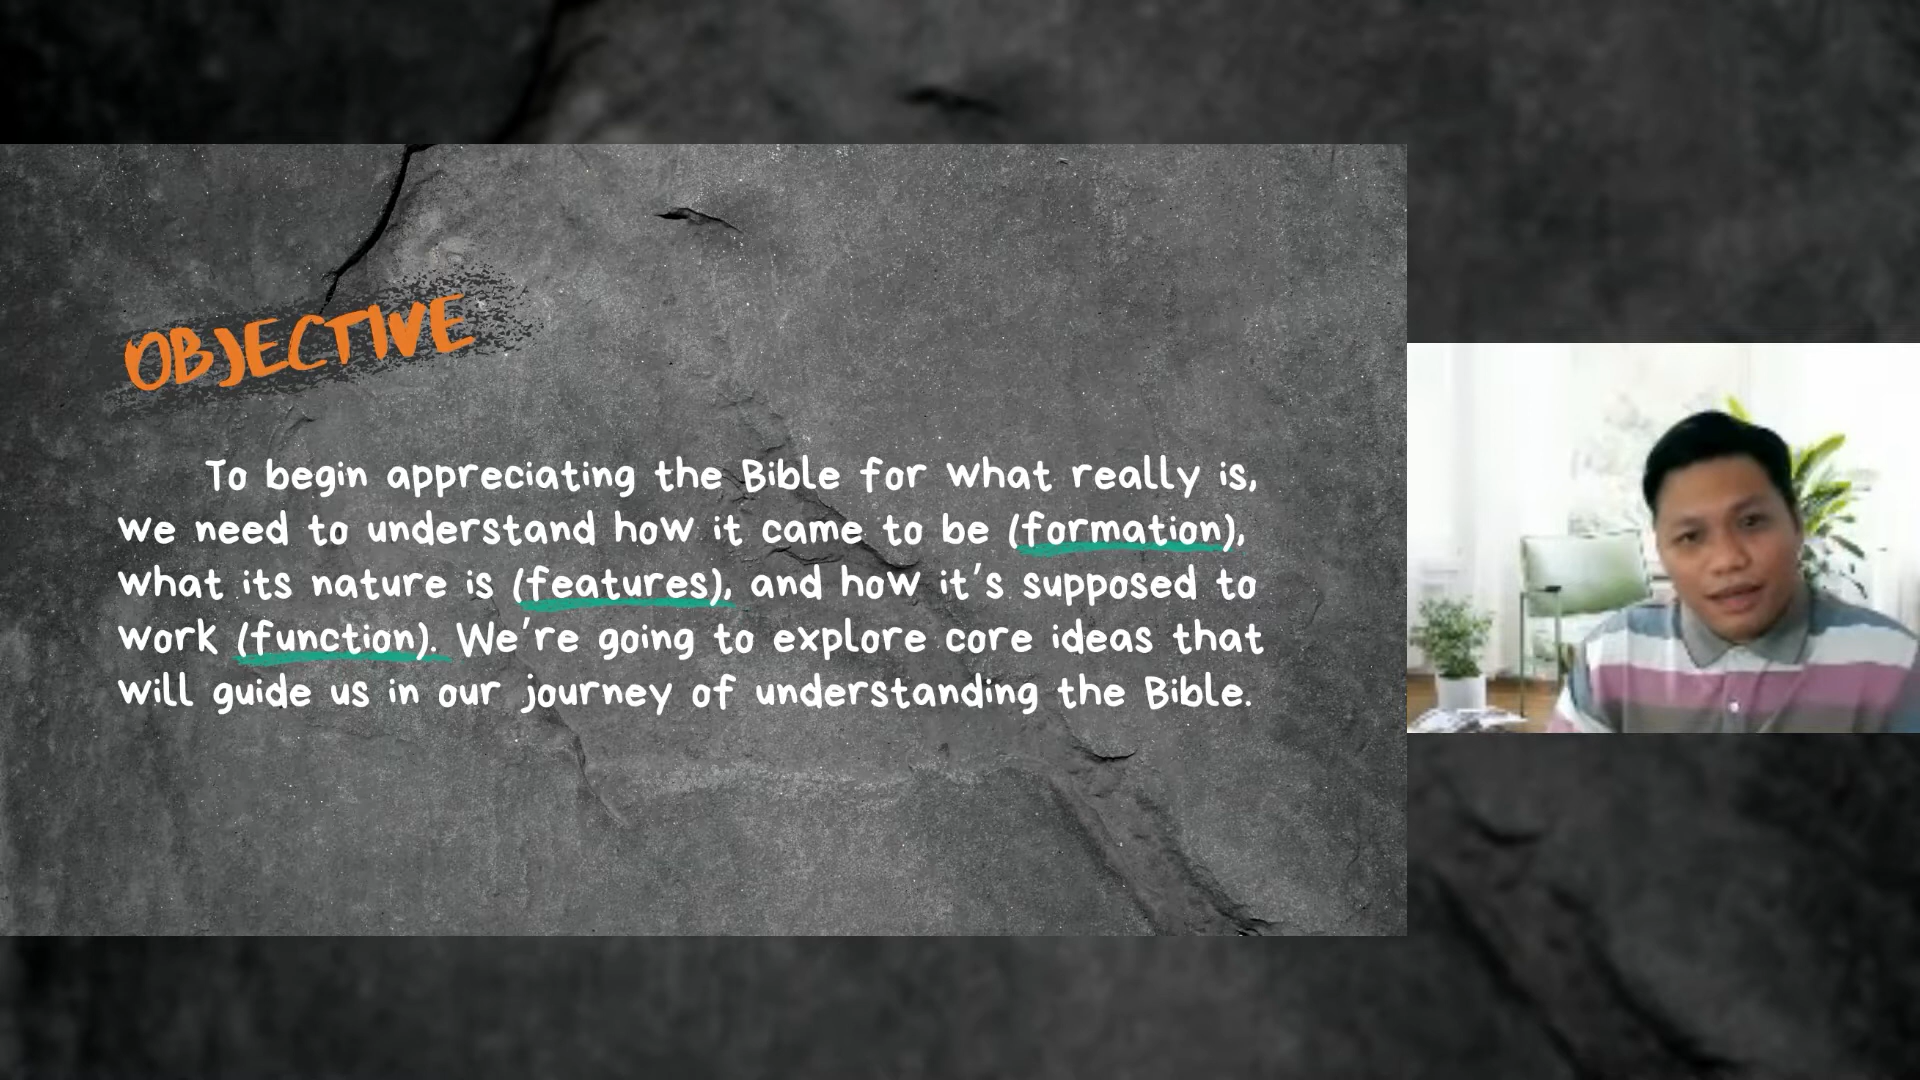 OBJECTIVE
To begin appreciating the Bible for what really is,
we need to understand how it came to be (formation),
what its nature is (features), and how it's supposed to
work (function). We're going to explore core ideas that
will guide us in our journey of understanding the Bible.